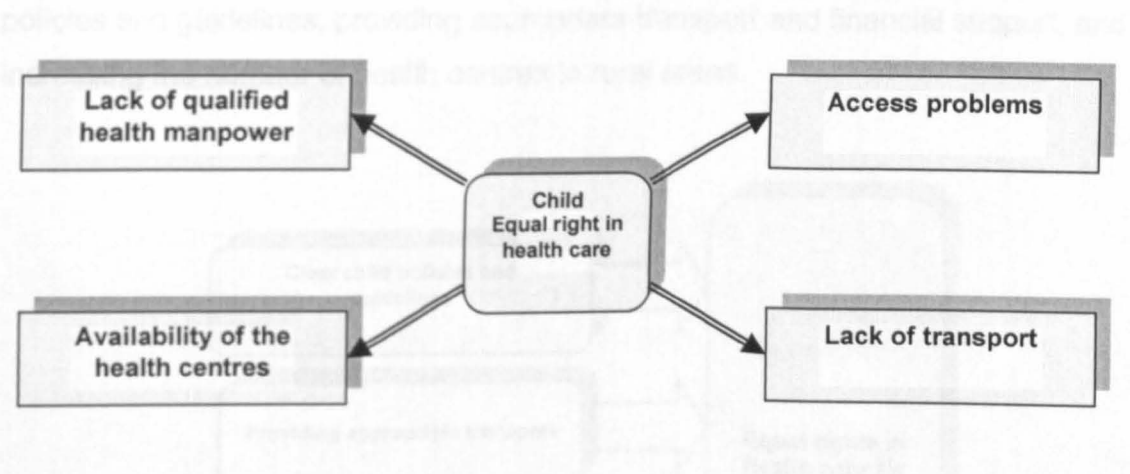 Lack of qualified
health manpower
Access problems
Child
Equal right in
health care
Availability of the
health centres
Lack of transport